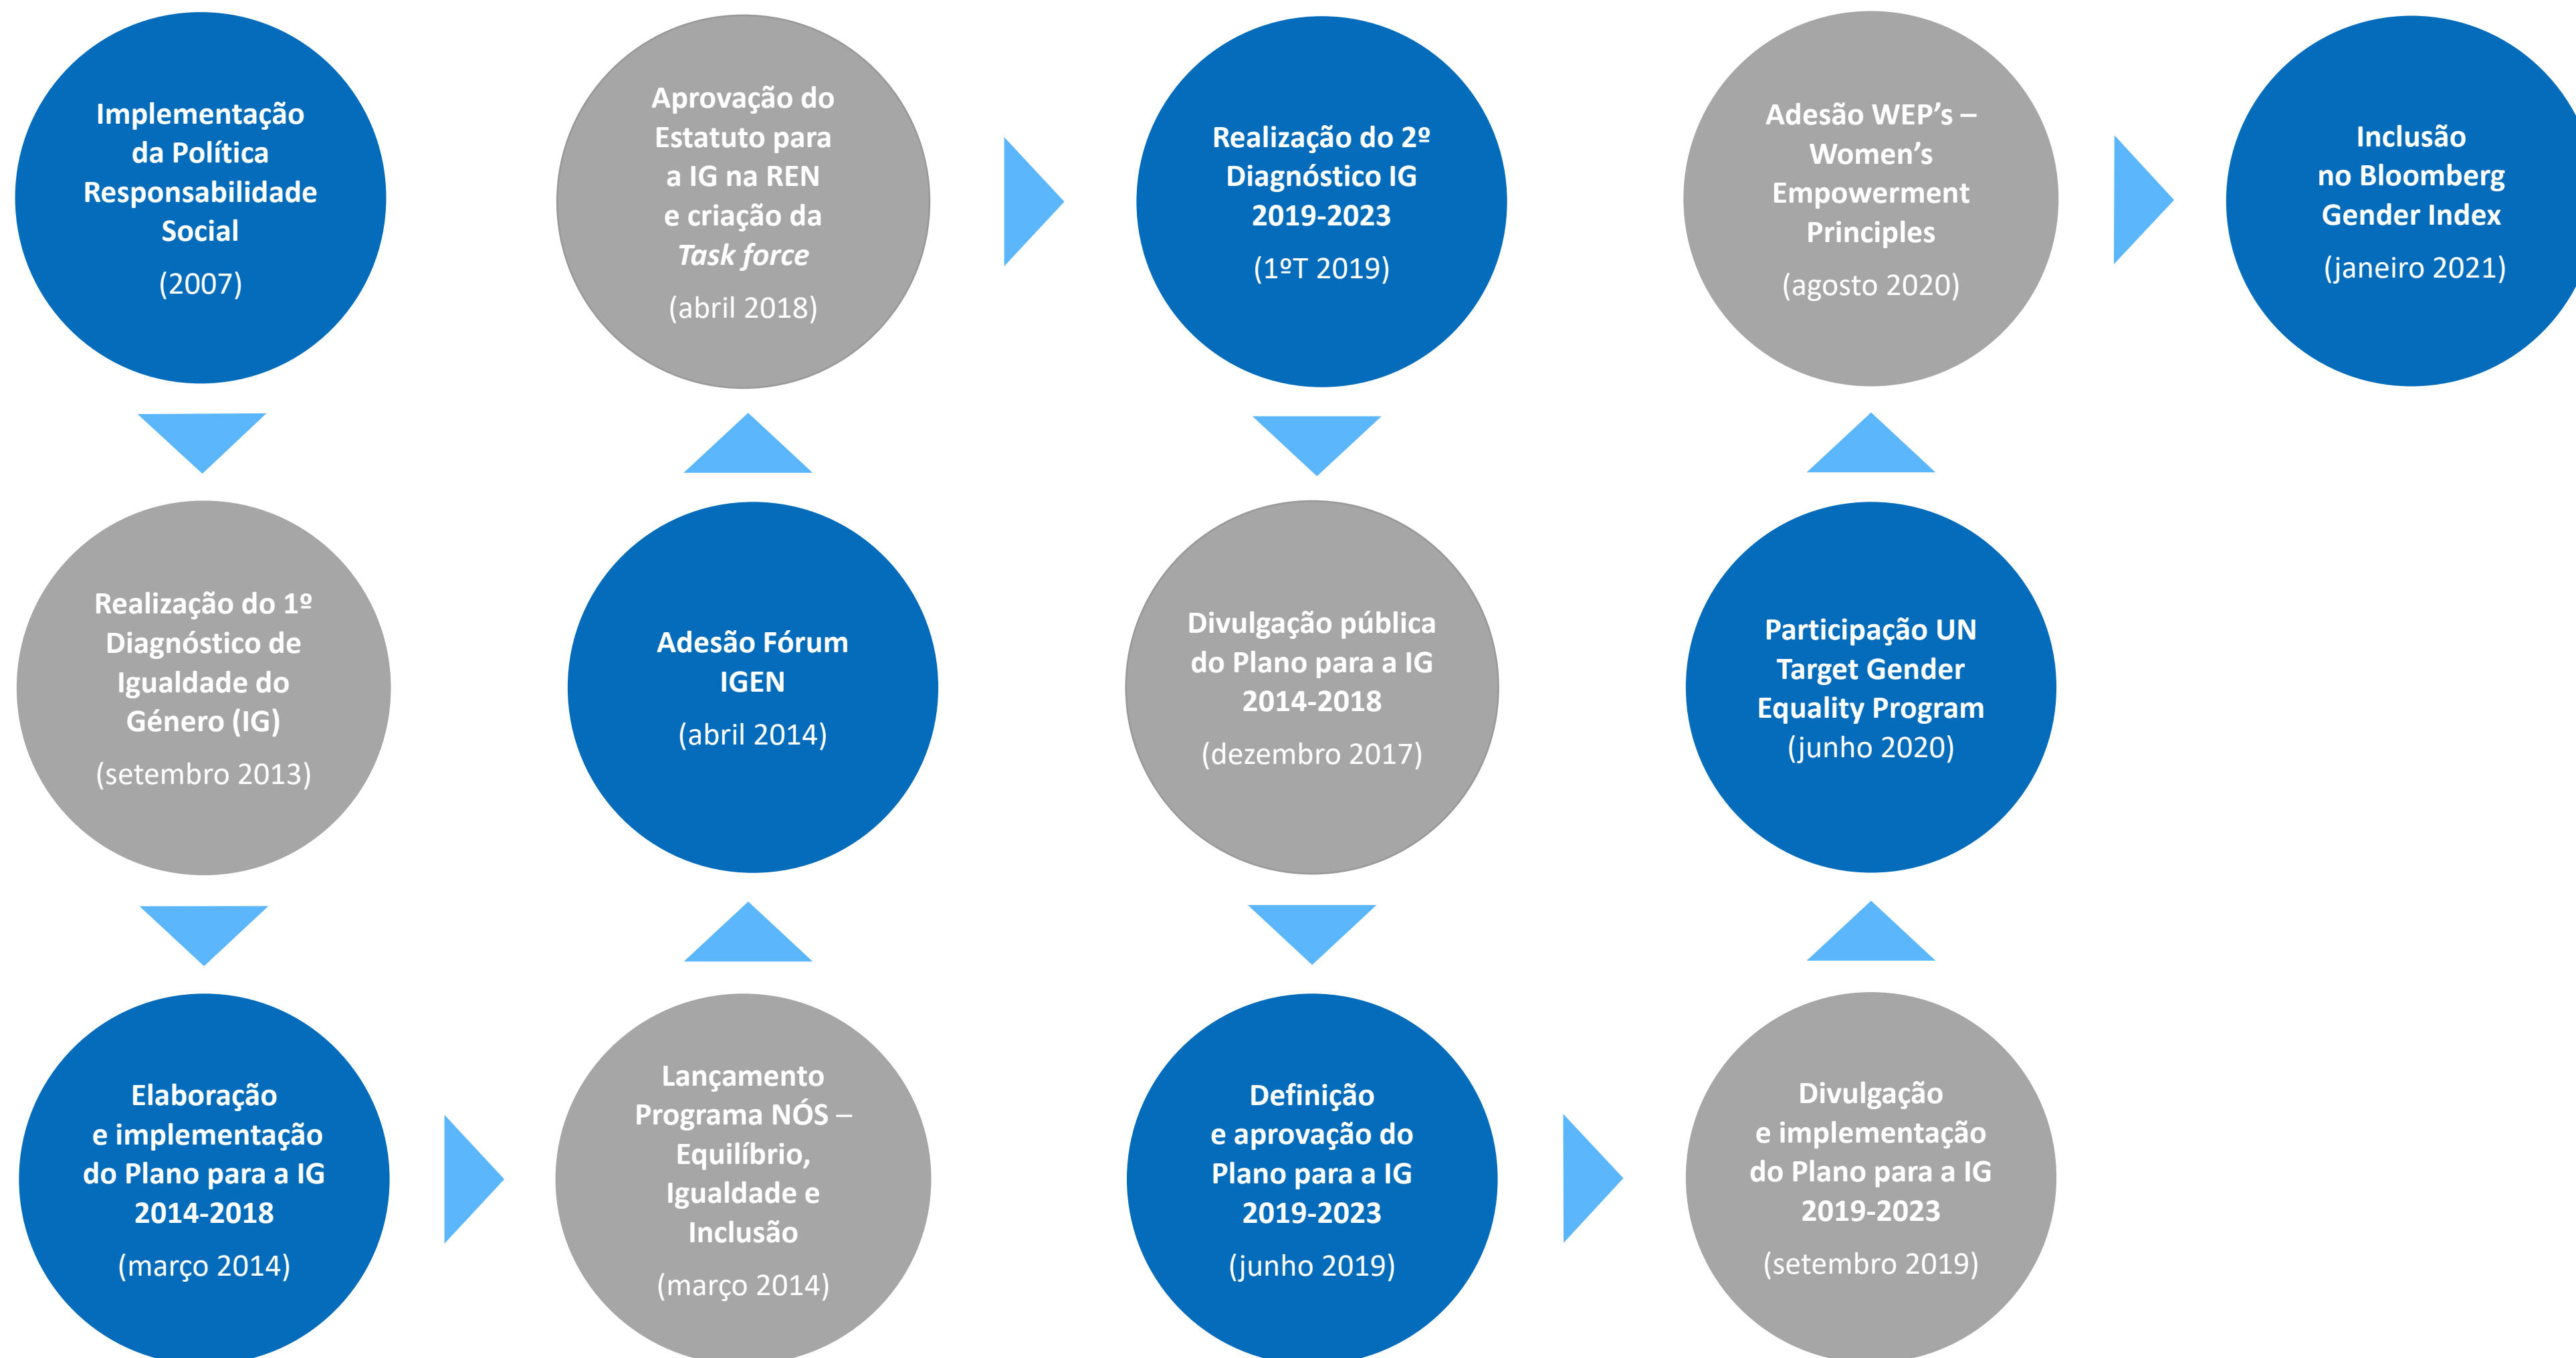 Implementação
da Política
Responsabilidade
Social
(2007)
Realização do 1º
Diagnóstico de
Igualdade do
Género (IG)
(setembro 2013)
Elaboração
e implementação
do Plano para a IG
2014-2018
(março 2014)
Lançamento
Programa NÓS –
Equilíbrio,
Igualdade e
Inclusão
(março 2014)
Adesão Fórum
IGEN
(abril 2014)
Aprovação do
Estatuto para
a IG na REN
e criação da
Task force
(abril 2018)
Realização do 2º
Diagnóstico IG
2019-2023
(1ºT 2019)
Divulgação pública
do Plano para a IG
2014-2018
(dezembro 2017)
Definição
e aprovação do
Plano para a IG
2019-2023
(junho 2019)
Divulgação
e implementação
do Plano para a IG
2019-2023
(setembro 2019)
Participação UN
Target Gender
Equality Program
(junho 2020)
Adesão WEP’s –
Women’s
Empowerment
Principles
(agosto 2020)
Inclusão
no Bloomberg
Gender Index
(janeiro 2021)